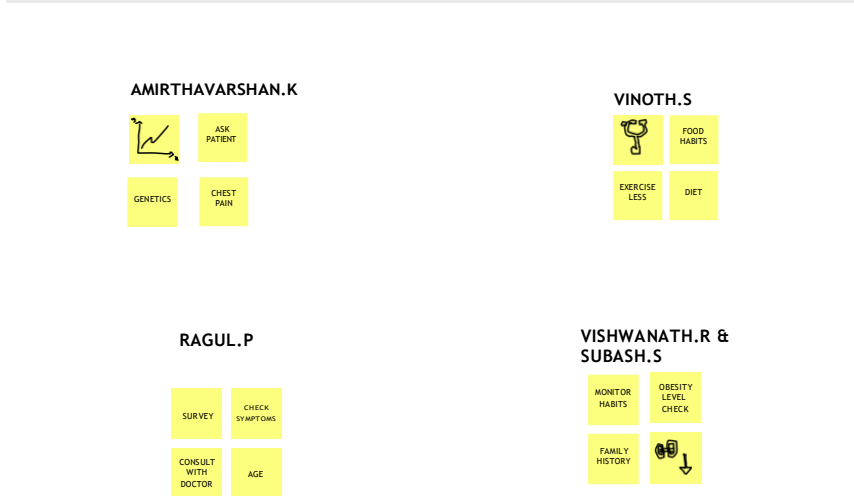 AMIRTHAVARSHAN.K
ASK
PATIENT
GENETICS
CHEST
PAIN
VINOTH.S
FOOD
HABITS
EXERCISE
LESS
DIET
RAGUL.P
SURVEY
CHECK
SYMPTOMS
CONSULT
WITH
DOCTOR
AGE
VISHWANATH.R &
SUBASH.S
MONITOR
HABITS
OBESITY
LEVEL
CHECK
FAMILY
HISTORY